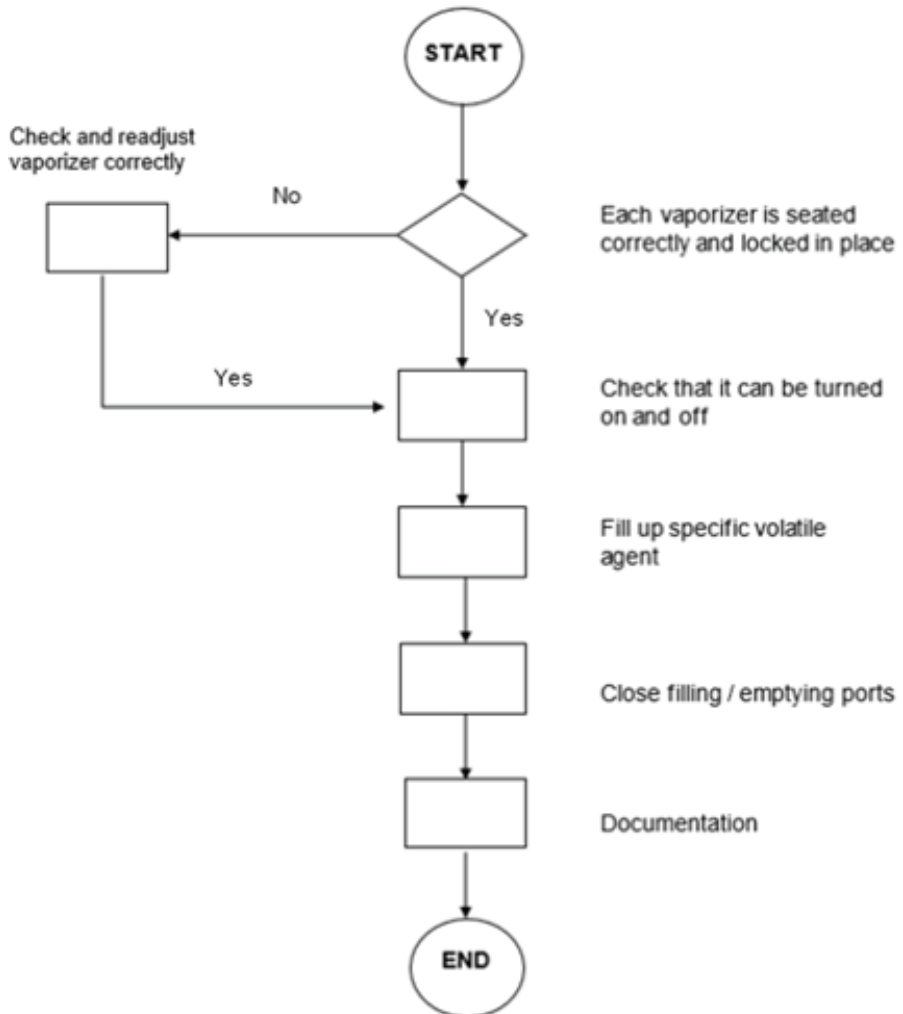 START
Check and readjust
vaporizer correctly
No
Each vaporizer is seated
correctly and locked in place
Yes
Yes
Check that it can be turned
on and off
Fill up specific volatile
agent
Close filling / emptying ports
Documentation
END